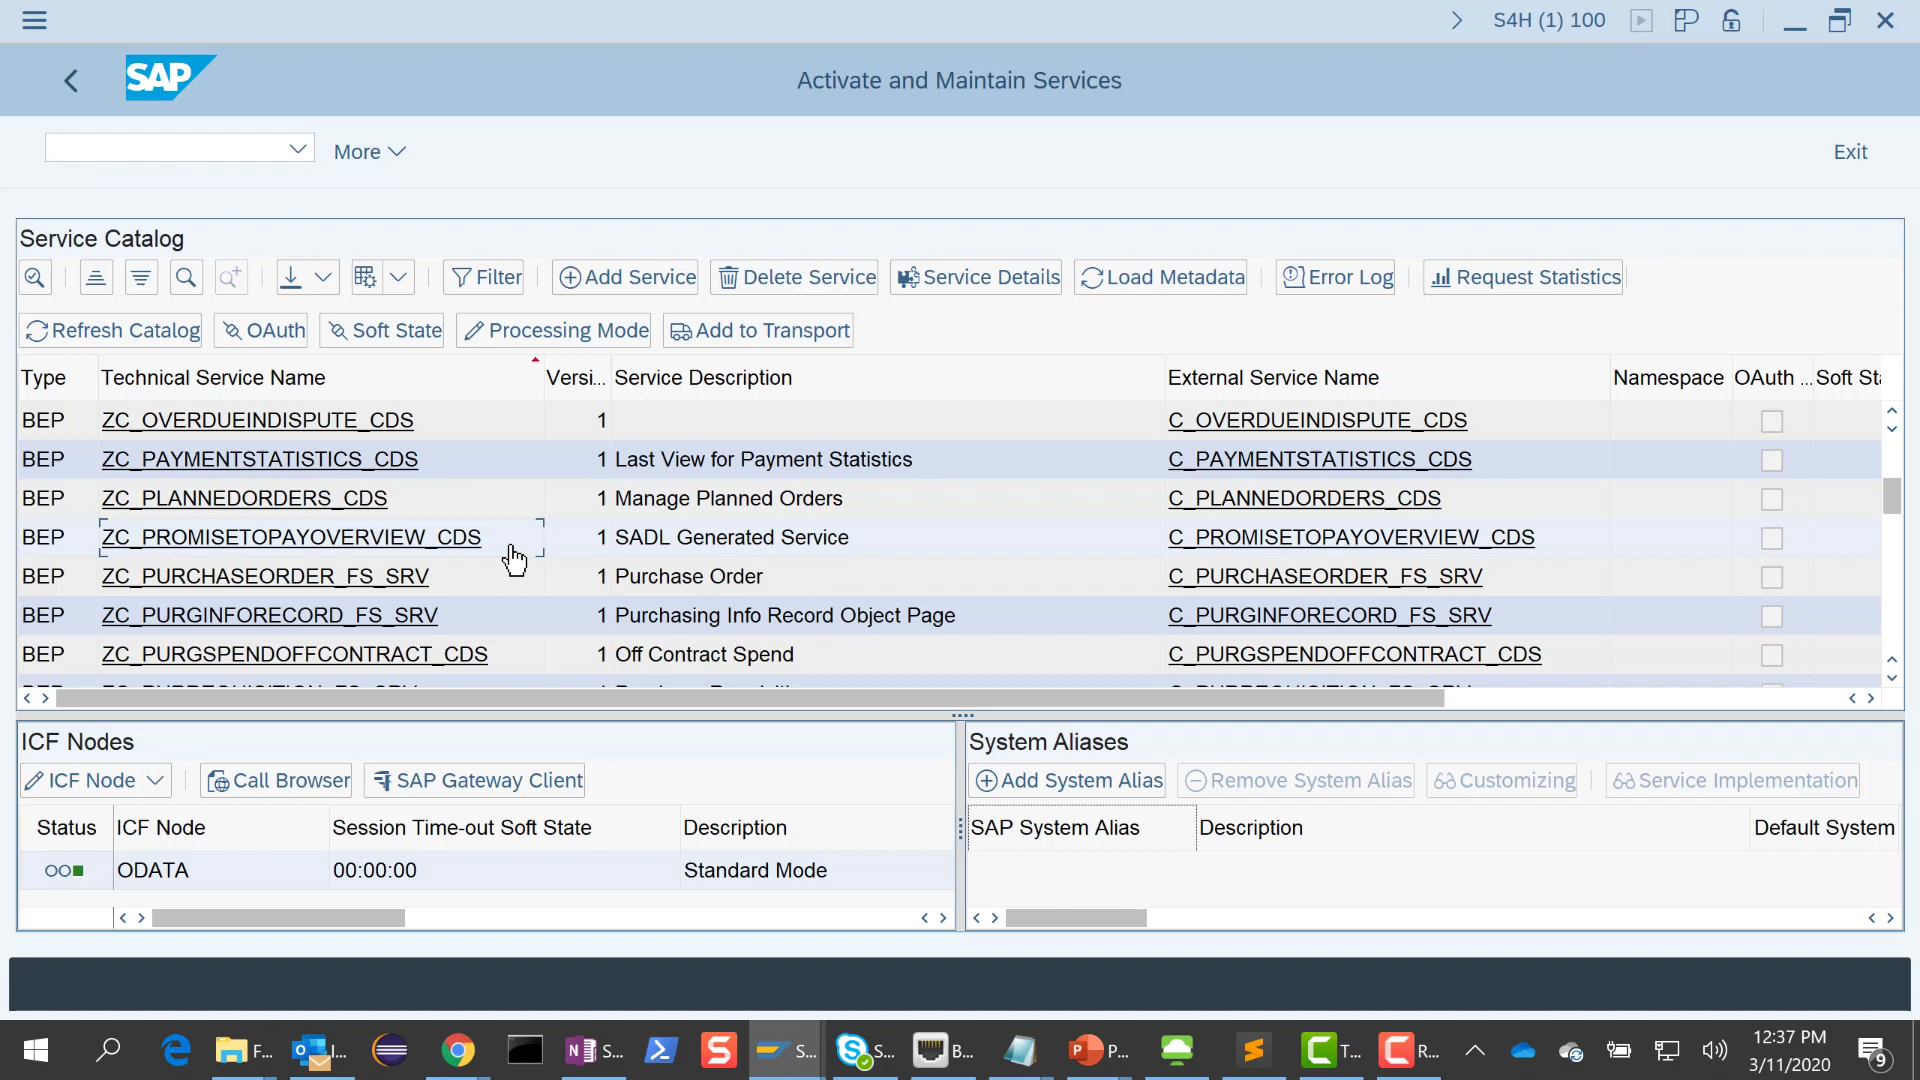 S4H (1) 100
SAP
Activate and Maintain Services
More
Exit
Service Catalog
Filter Add Service Delete Service Service Details Load Metadata Error Log Request Statistics
Refresh Catalog OAuth Soft State Processing Mode Add to Transport
Type Technical Service Name Versi... Service Description External Service Name Namespace OAuth ... Soft Sta
BEP ZC_OVERDUEINDISPUTE_CDS 1 C_OVERDUEINDISPUTE_CDS
BEP ZC_PAYMENTSTATISTICS_CDS 1 Last View for Payment Statistics C_PAYMENTSTATISTICS_CDS
BEP ZC_PLANNEDORDERS_CDS 1 Manage Planned Orders C_PLANNEDORDERS_CDS
BEP ZC_PROMISETOPAYOVERVIEW_CDS 1 SADL Generated Service C_PROMISETOPAYOVERVIEW_CDS
BEP ZC_PURCHASEORDER_FS_SRV 1 Purchase Order C_PURCHASEORDER_FS_SRV
BEP ZC_PURGINFORECORD_FS_SRV 1 Purchasing Info Record Object Page C_PURGINFORECORD_FS_SRV
BEP ZC_PURGSPENDOFFCONTRACT_CDS 1 Off Contract Spend C_PURGSPENDOFFCONTRACT_CDS
ICF Nodes
ICF Node Call Browser SAP Gateway Client
Status ICF Node Session Time-out Soft State Description
ODATA 00:00:00 Standard Mode
System Aliases
Add System Alias Remove System Alias Customizing Service Implementation
SAP System Alias Description Default System
F... I... S... S... S... B... P... T... R...
12:37 PM
3/11/2020
9